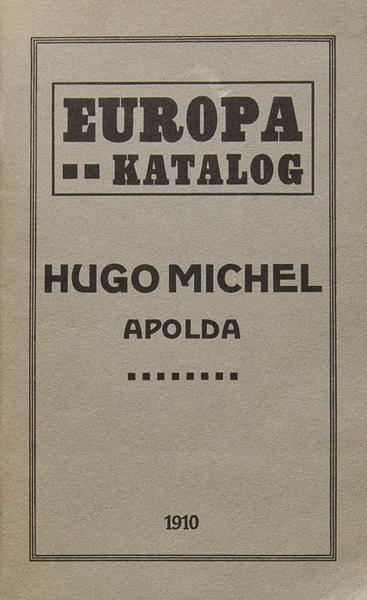 EUROPA
KATALOG
HUGO MICHEL
APOLDA
1910